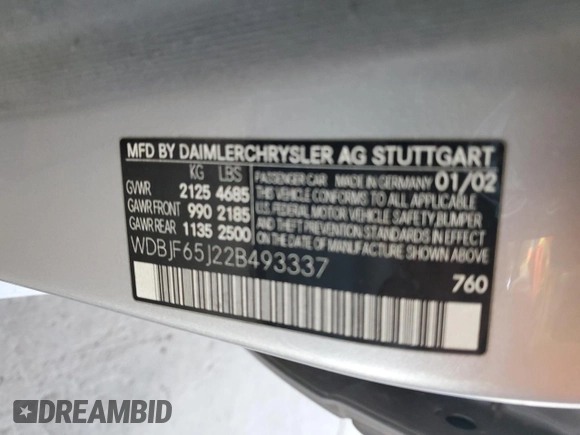 MFD BY DAIMLERCHRYSLER AG STUTTGART
KG LBS
GVWR 2125 4685
GAWR FRONT 990 2185
GAWR REAR 1135 2500
PASSENGER CAR MADE IN GERMANY 01/02
THIS VEHICLE CONFORMS TO ALL APPLICABLE
U.S. FEDERAL MOTOR VEHICLE SAFETY, BUMPER,
AND THEFT PREVENTION STANDARDS IN EFFECT
ON THE DATE OF MANUFACTURE SHOWN ABOVE
WDBJF65J22B493337
760
DREAMBID